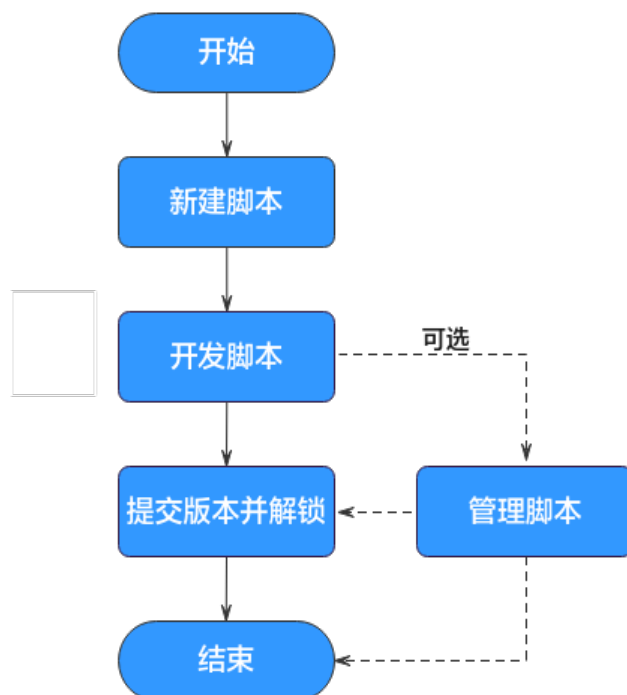 开始
新建脚本
开发脚本
可选
提交版本并解锁
管理脚本
结束